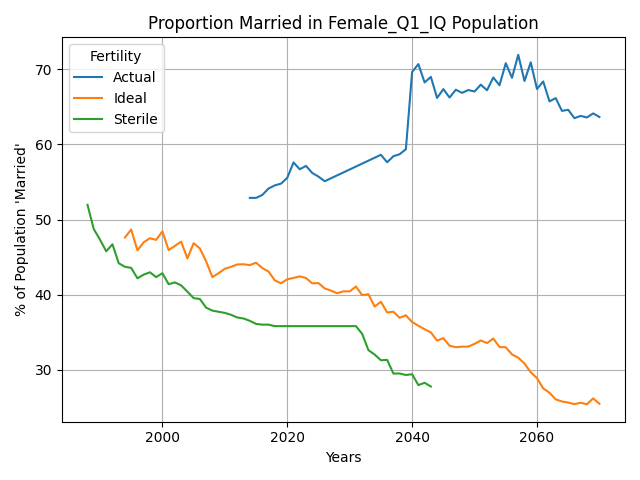 Proportion Married in Female_Q1_IQ Population
Fertility
Actual
Ideal
Sterile
% of Population 'Married'
70
60
50
40
30
2000
2020
2040
2060
Years